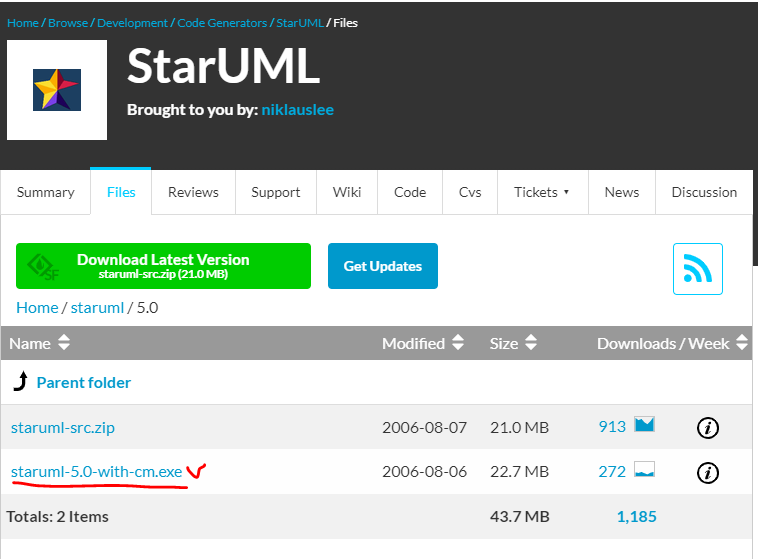 Home / Browse / Development / Code Generators / StarUML / Files
StarUML
Brought to you by: niklauslee
Summary Files Reviews Support Wiki Code Cvs Tickets News Discussion
Download Latest Version
staruml-src.zip (21.0 MB)
SF
Get Updates
Home / staruml / 5.0
Name Modified Size Downloads / Week
Parent folder
staruml-src.zip 2006-08-07 21.0 MB 913 i
staruml-5.0-with-cm.exe 2006-08-06 22.7 MB 272 i
Totals: 2 Items 43.7 MB 1,185